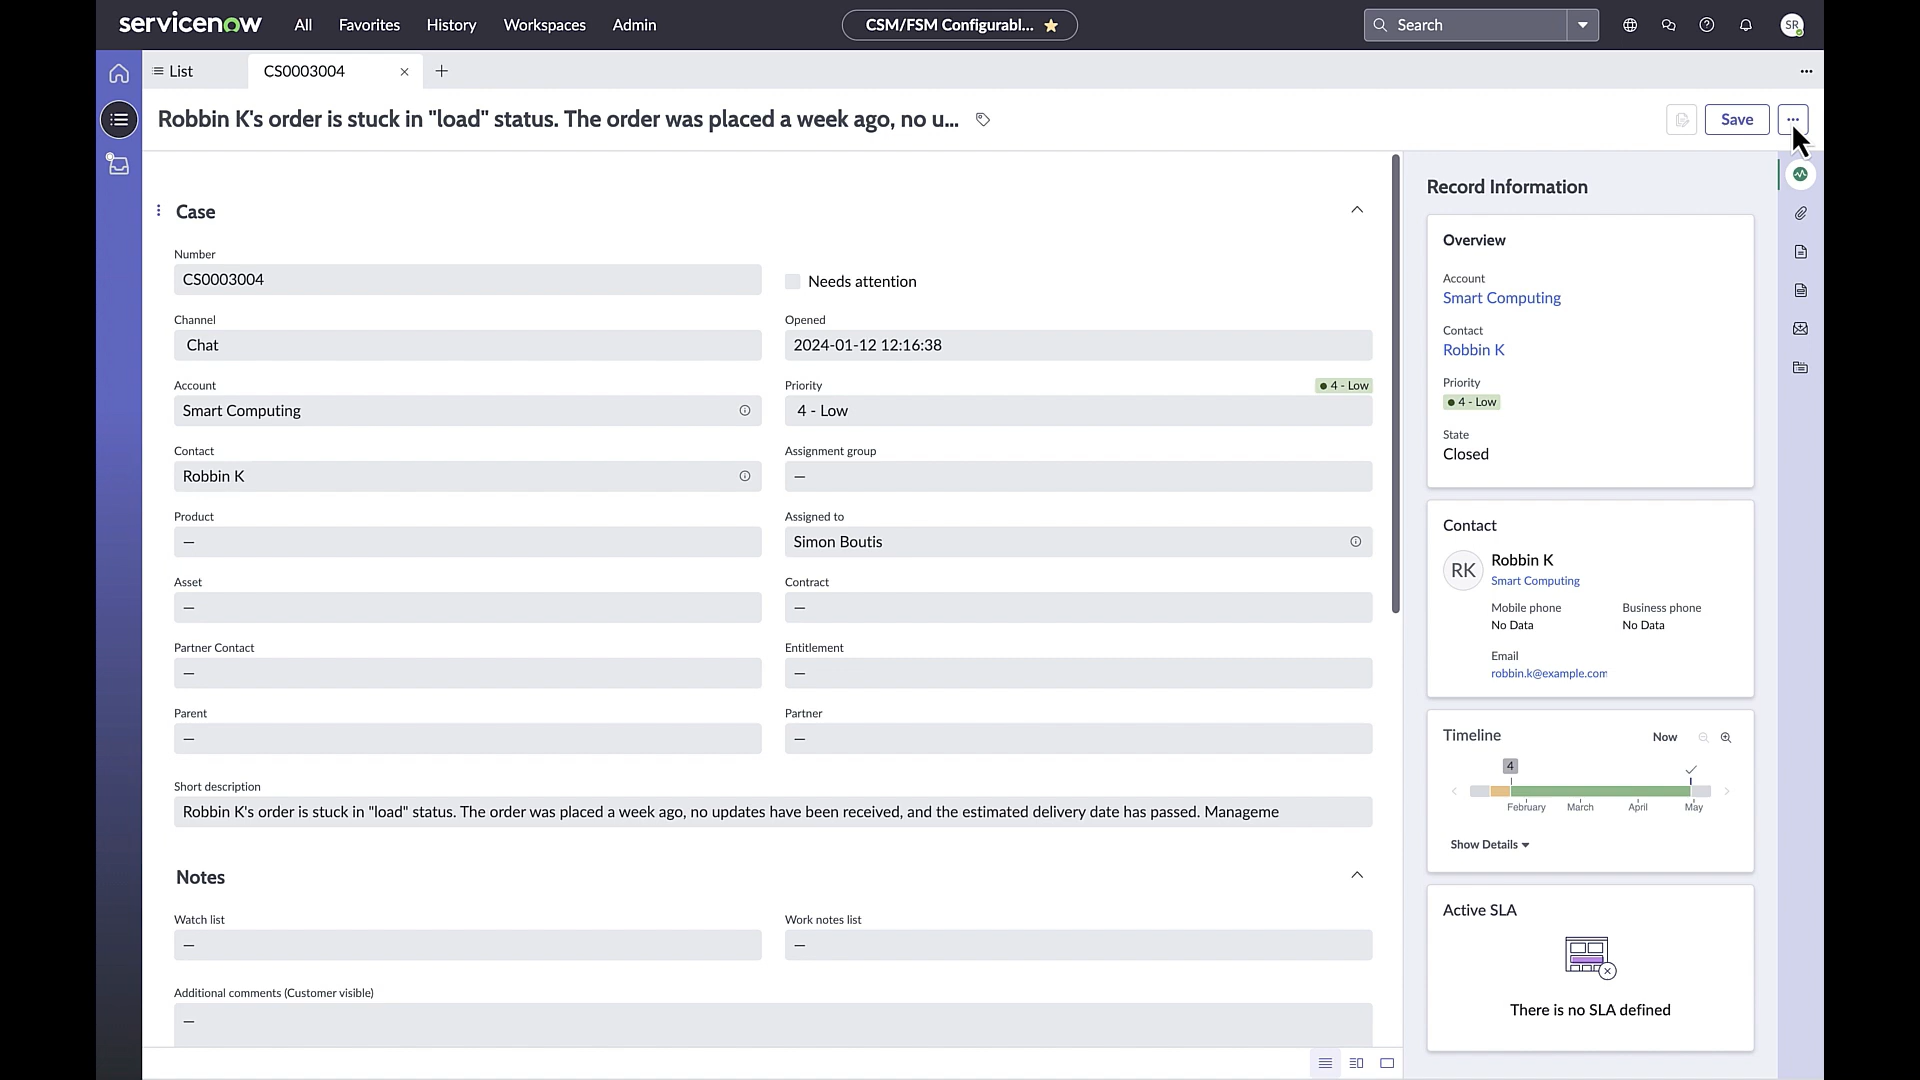 servicenow All Favorites History Workspaces Admin CSM/FSM Configurabl... Search SR
List CS0003004
Robbin K's order is stuck in "load" status. The order was placed a week ago, no u... Save
Case
Number
CS0003004
Needs attention
Channel
Chat
Opened
2024-01-12 12:16:38
Account
Smart Computing
Priority
4 - Low
4 - Low
Contact
Robbin K
Assignment group
—
Product
—
Assigned to
Simon Boutis
Asset
—
Contract
—
Partner Contact
—
Entitlement
—
Parent
—
Partner
—
Short description
Robbin K's order is stuck in "load" status. The order was placed a week ago, no updates have been received, and the estimated delivery date has passed. Manageme
Notes
Watch list
—
Work notes list
—
Additional comments (Customer visible)
—
Record Information
Overview
Account
Smart Computing
Contact
Robbin K
Priority
4 - Low
State
Closed
Contact
RK
Robbin K
Smart Computing
Mobile phone
No Data
Business phone
No Data
Email
robbin.k@example.com
Timeline
Now
4
February March April May
Show Details
Active SLA
There is no SLA defined